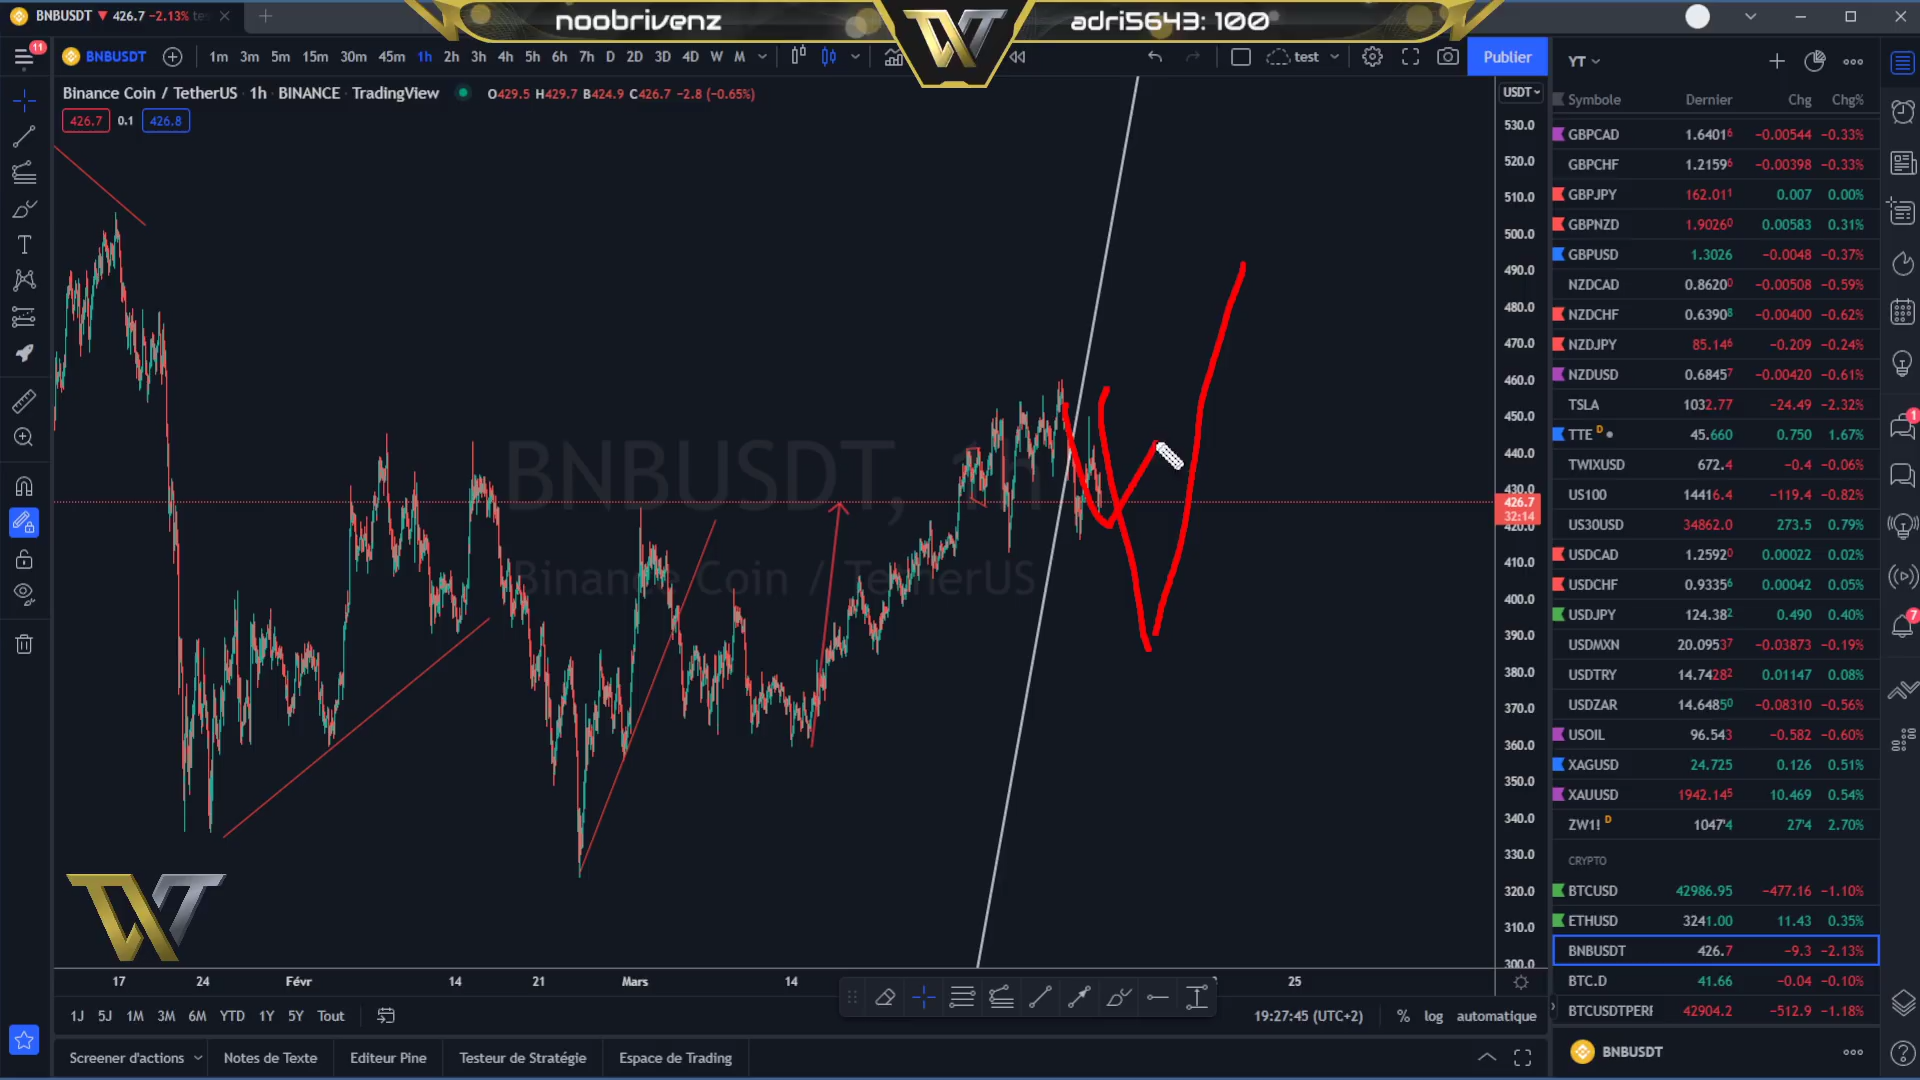 BNBUSDT ▼ 426.7 −2.13% te
noobrivenz
adri5643: 100
11
BNBUSDT
1m 3m 5m 15m 30m 45m 1h 2h 3h 4h 5h 6h 7h D 2D 3D 4D W M
test
Publier
Binance Coin / TetherUS · 1h · BINANCE · TradingView
O429.5 H429.7 B424.9 C426.7 −2.8 (−0.65%)
426.7 0.1 426.8
BNBUSDT, 1h
Binance Coin / TetherUS
USDT
530.0
520.0
510.0
500.0
490.0
480.0
470.0
460.0
450.0
440.0
430.0
426.7
32:14
420.0
410.0
400.0
390.0
380.0
370.0
360.0
350.0
340.0
330.0
320.0
310.0
300.0
17 24 Févr 14 21 Mars 14 25
1J 5J 1M 3M 6M YTD 1Y 5Y Tout
19:27:45 (UTC+2) % log automatique
Screener d'actions Notes de Texte Editeur Pine Testeur de Stratégie Espace de Trading
YT
Symbole Dernier Chg Chg%
GBPCAD 1.64016 −0.00544 −0.33%
GBPCHF 1.21596 −0.00398 −0.33%
GBPJPY 162.011 0.007 0.00%
GBPNZD 1.90260 0.00583 0.31%
GBPUSD 1.3026 −0.0048 −0.37%
NZDCAD 0.86200 −0.00508 −0.59%
NZDCHF 0.63908 −0.00400 −0.62%
NZDJPY 85.146 −0.209 −0.24%
NZDUSD 0.68457 −0.00420 −0.61%
TSLA 1032.77 −24.49 −2.32%
TTE D 45.660 0.750 1.67%
TWIXUSD 672.4 −0.4 −0.06%
US100 14416.4 −119.4 −0.82%
US30USD 34862.0 273.5 0.79%
USDCAD 1.25920 0.00022 0.02%
USDCHF 0.93356 0.00042 0.05%
USDJPY 124.382 0.490 0.40%
USDMXN 20.09537 −0.03873 −0.19%
USDTRY 14.74282 0.01147 0.08%
USDZAR 14.64850 −0.08310 −0.56%
USOIL 96.543 −0.582 −0.60%
XAGUSD 24.725 0.126 0.51%
XAUUSD 1942.145 10.469 0.54%
ZW1! D 1047'4 27'4 2.70%
CRYPTO
BTCUSD 42986.95 −477.16 −1.10%
ETHUSD 3241.00 11.43 0.35%
BNBUSDT 426.7 −9.3 −2.13%
BTC.D 41.66 −0.04 −0.10%
BTCUSDTPERP 42904.2 −512.9 −1.18%
BNBUSDT
1
7